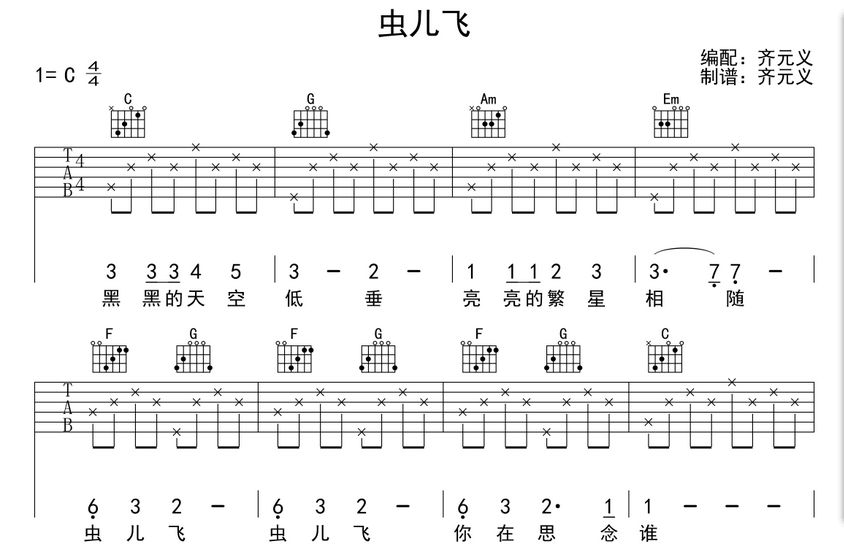 虫儿飞
编配：齐元义
1= C 4/4
制谱：齐元义
C G Am Em
T A B 4 4
3 3 3 4 5 3 - 2 - 1 1 1 2 3 3· 7 7 -
黑 黑的天 空 低 垂 亮 亮的繁 星 相 随
F G F G F G C
T A B
6 3 2 - 6 3 2 - 6 3 2· 1 1 - - -
虫 儿 飞 虫 儿 飞 你 在 思 念 谁